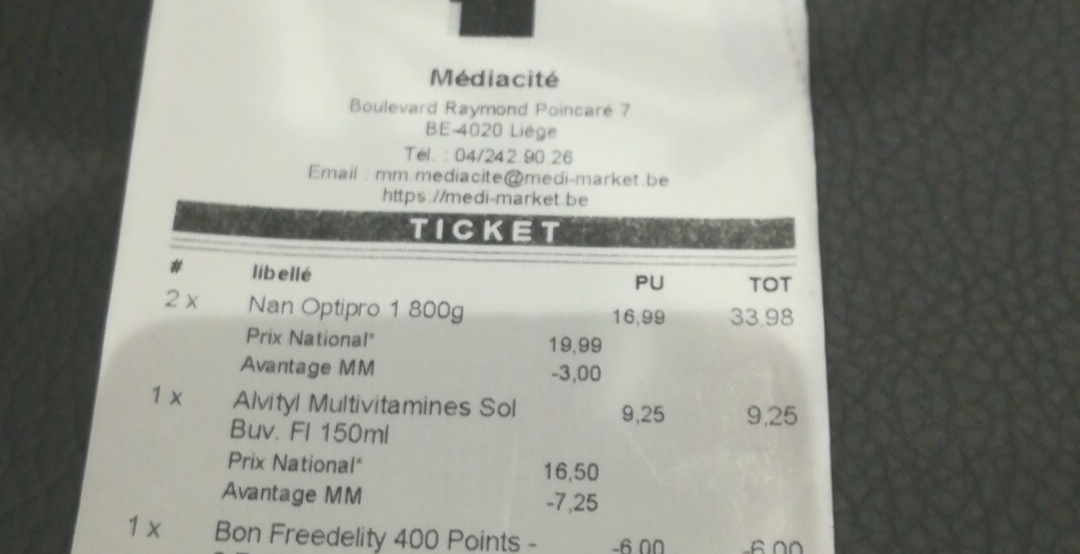 Médiacité
Boulevard Raymond Poincaré 7
BE-4020 Liége
Tél. : 04/242.90.26
Email : mm.mediacite@medi-market.be
https://medi-market.be
TICKET
# libellé PU TOT
2 x Nan Optipro 1 800g 16,99 33,98
Prix National* 19,99
Avantage MM -3,00
1 x Alvityl Multivitamines Sol 9,25 9,25
Buv. Fl 150ml
Prix National* 16,50
Avantage MM -7,25
1 x Bon Freedelity 400 Points - -6,00 -6,00